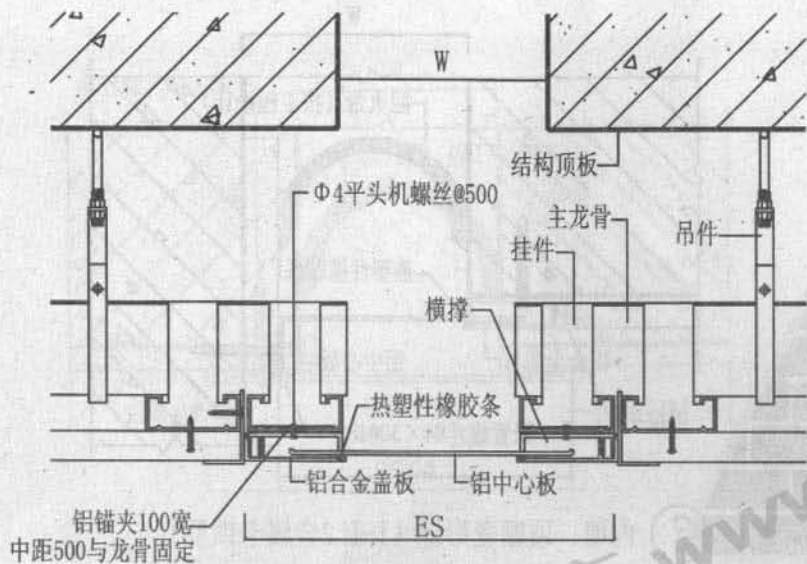 W
结构顶板
Φ4平头机螺丝@500
主龙骨
吊件
挂件
横撑
热塑性橡胶条
铝合金盖板
铝中心板
铝锚夹100宽
中距500与龙骨固定
ES
www